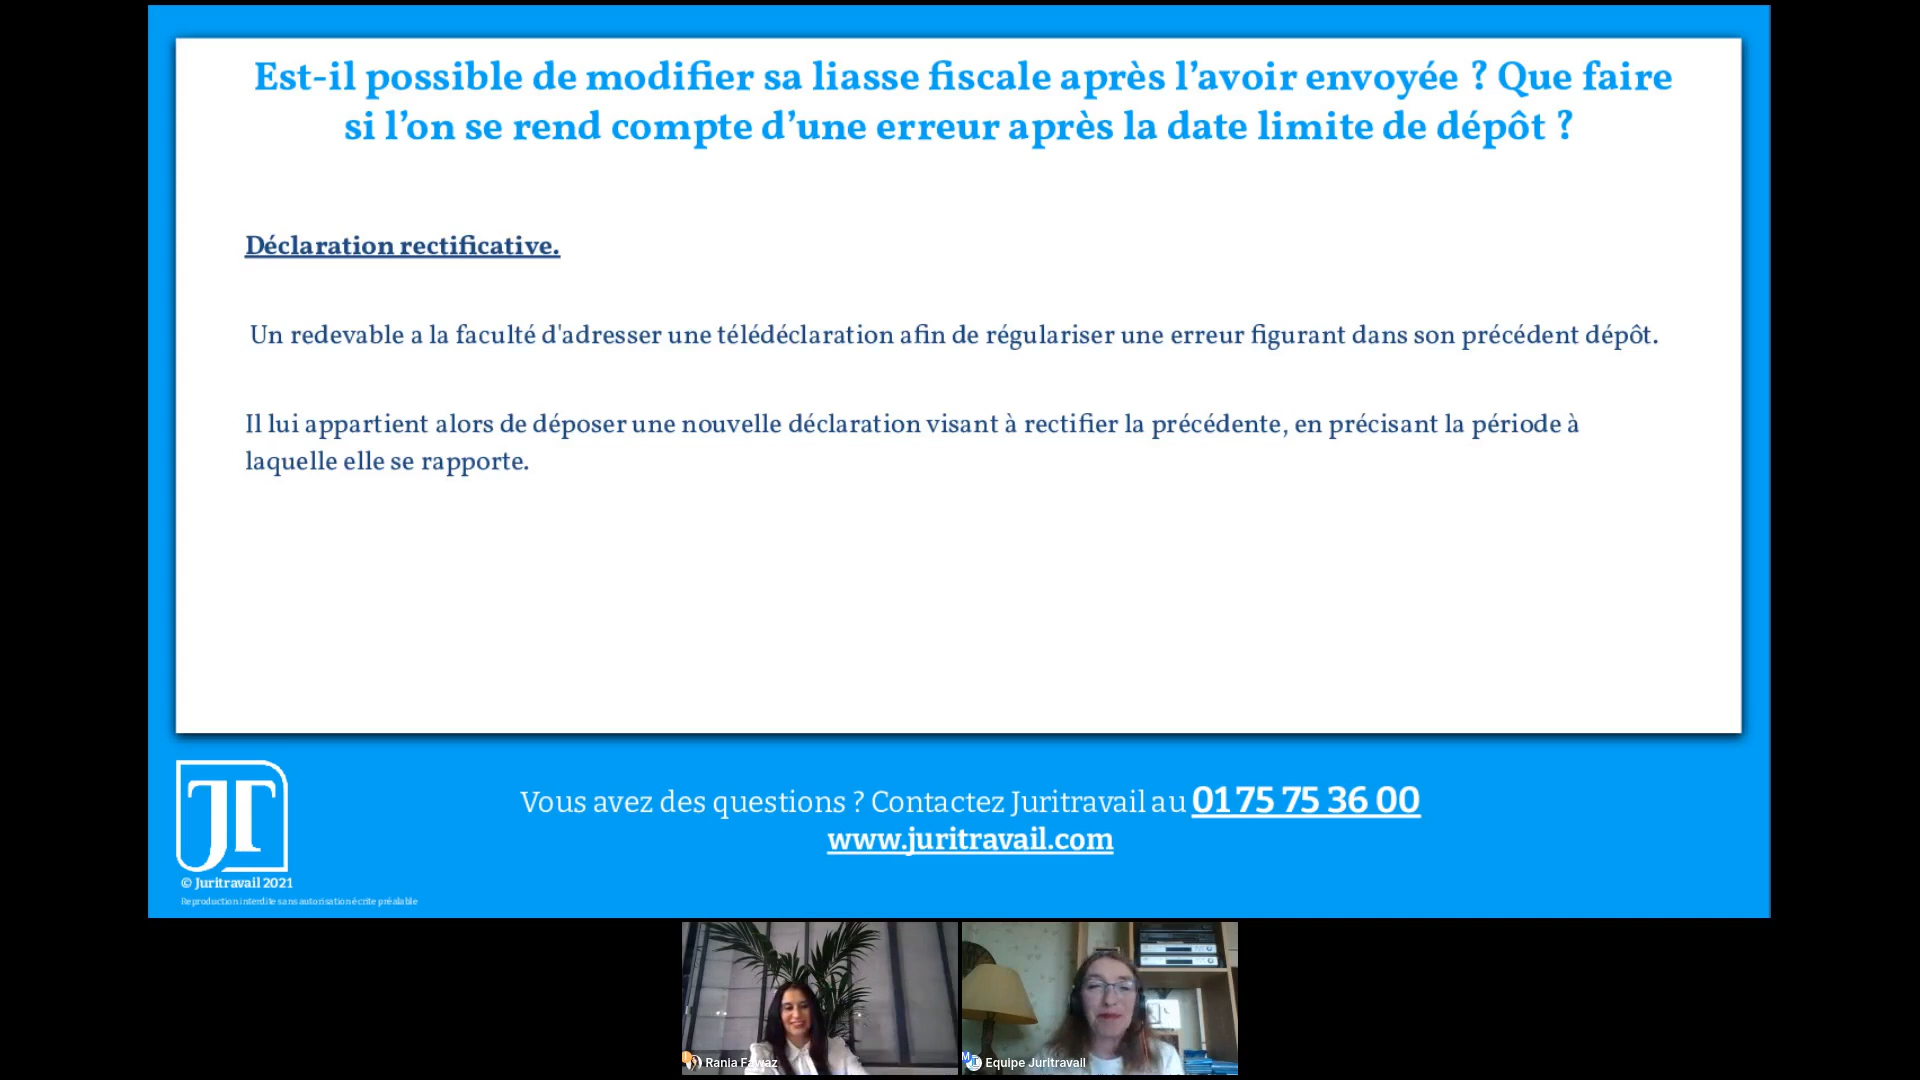 Est-il possible de modifier sa liasse fiscale après l’avoir envoyée ? Que faire
si l’on se rend compte d’une erreur après la date limite de dépôt ?
Déclaration rectificative.
Un redevable a la faculté d'adresser une télédéclaration afin de régulariser une erreur figurant dans son précédent dépôt.
Il lui appartient alors de déposer une nouvelle déclaration visant à rectifier la précédente, en précisant la période à
laquelle elle se rapporte.
JT
Vous avez des questions ? Contactez Juritravail au 01 75 75 36 00
www.juritravail.com
© Juritravail 2021
Reproduction interdite sans autorisation écrite préalable
Rania Fawaz
Equipe Juritravail